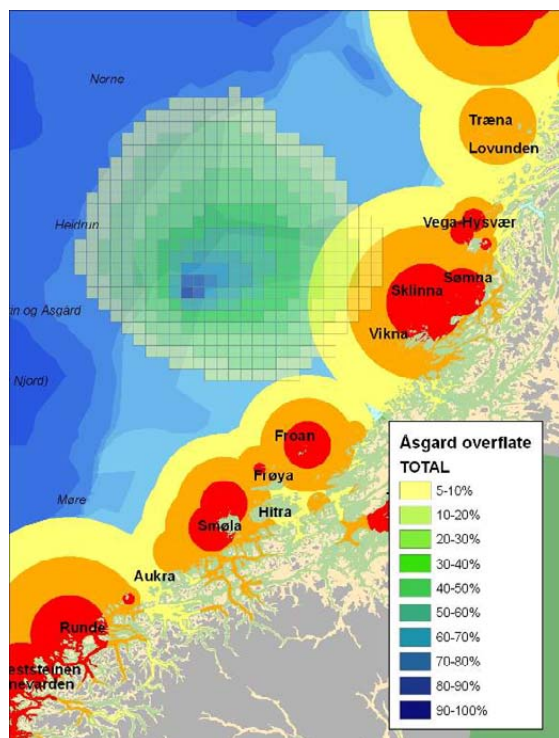 Norne
Træna
Lovunden
Vega-Hysvær
Heidrun
Sømna
Sklinna
og Åsgård
Vikna
Njord)
Froan
Frøya
Møre
Hitra
Smøla
Aukra
Runde
Åsgard overflate
TOTAL
5-10%
10-20%
20-30%
30-40%
40-50%
50-60%
60-70%
70-80%
80-90%
90-100%